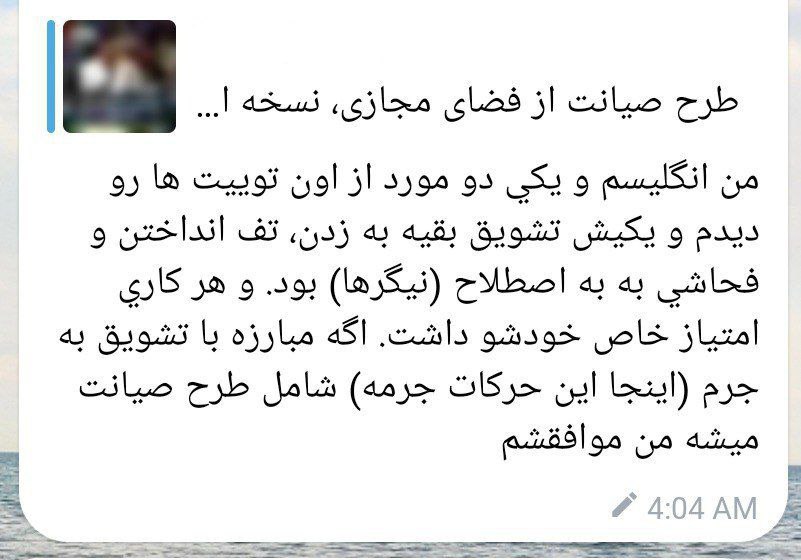 طرح صیانت از فضای مجازی، نسخه ا...
من انگلیسم و يکي دو مورد از اون توییت ها رو
دیدم و یکیش تشویق بقیه به زدن، تف انداختن و
فحاشي به به اصطلاح (نیگرها) بود. و هر کاري
امتیاز خاص خودشو داشت. اگه مبارزه با تشویق به
جرم (اینجا این حرکات جرمه) شامل طرح صیانت
میشه من موافقشم
4:04 AM